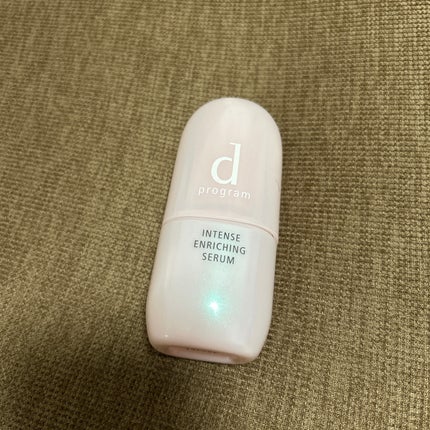 d
program
INTENSE
ENRICHING
SERUM